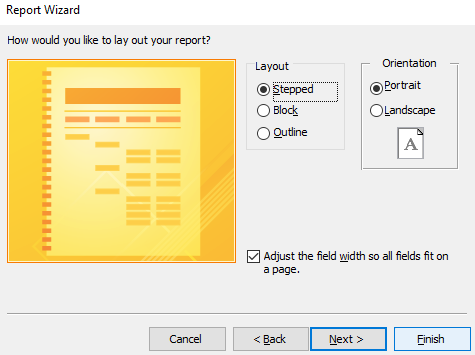 Report Wizard
How would you like to lay out your report?
Layout
Stepped
Block
Outline
Orientation
Portrait
Landscape
A
Adjust the field width so all fields fit on
a page.
Cancel
< Back
Next >
Finish